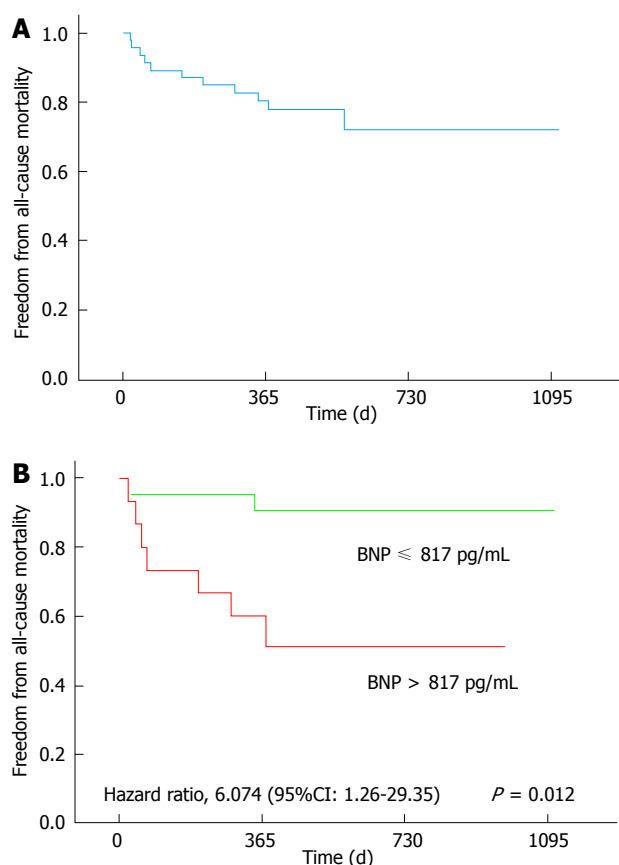 A
Freedom from all-cause mortality
1.0
0.8
0.6
0.4
0.2
0.0
0 365 730 1095
Time (d)
B
Freedom from all-cause mortality
1.0
0.8
0.6
0.4
0.2
0.0
BNP ≤ 817 pg/mL
BNP > 817 pg/mL
Hazard ratio, 6.074 (95%CI: 1.26-29.35) P = 0.012
0 365 730 1095
Time (d)